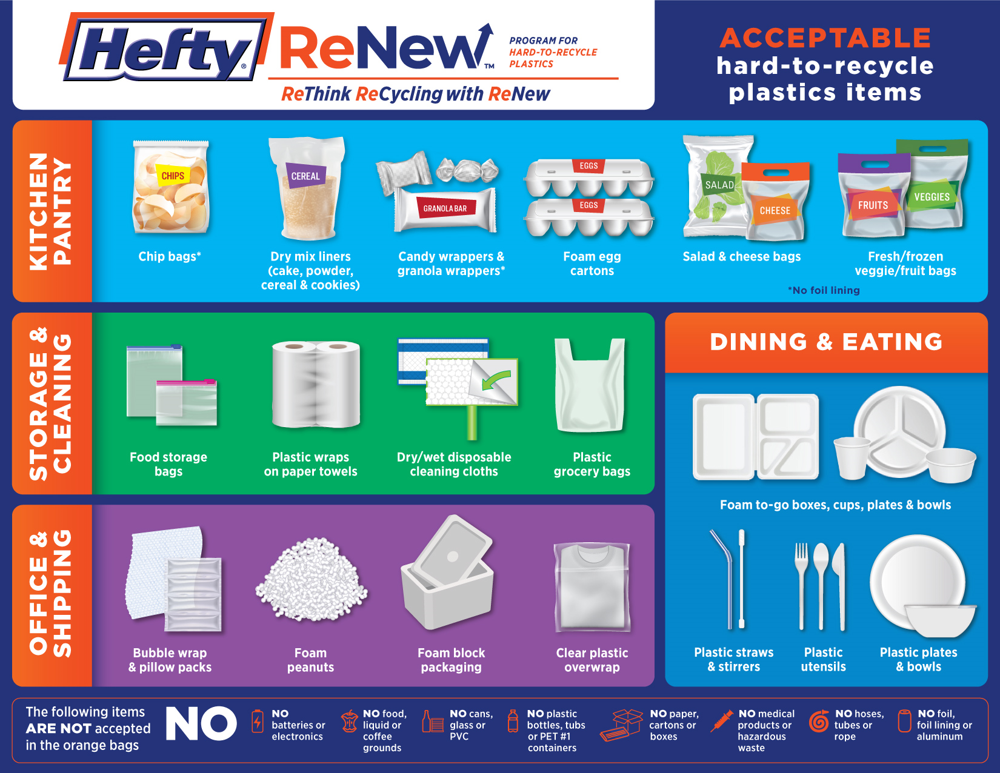 Hefty®
ReNew™
PROGRAM FOR
HARD-TO-RECYCLE
PLASTICS
ReThink ReCycling with ReNew
ACCEPTABLE
hard-to-recycle
plastics items
KITCHEN
PANTRY
CHIPS
CEREAL
GRANOLA BAR
EGGS
EGGS
SALAD
CHEESE
FRUITS
VEGGIES
Chip bags*
Dry mix liners
(cake, powder,
cereal & cookies)
Candy wrappers &
granola wrappers*
Foam egg
cartons
Salad & cheese bags
Fresh/frozen
veggie/fruit bags
*No foil lining
STORAGE &
CLEANING
Food storage
bags
Plastic wraps
on paper towels
Dry/wet disposable
cleaning cloths
Plastic
grocery bags
OFFICE &
SHIPPING
Bubble wrap
& pillow packs
Foam
peanuts
Foam block
packaging
Clear plastic
overwrap
DINING & EATING
Foam to-go boxes, cups, plates & bowls
Plastic straws
& stirrers
Plastic
utensils
Plastic plates
& bowls
The following items
ARE NOT accepted
in the orange bags
NO
NO
batteries or
electronics
NO food,
liquid or
coffee
grounds
NO cans,
glass or
PVC
NO plastic
bottles, tubs
or PET #1
containers
NO paper,
cartons or
boxes
NO medical
products or
hazardous
waste
NO hoses,
tubes or
rope
NO foil,
foil lining or
aluminum